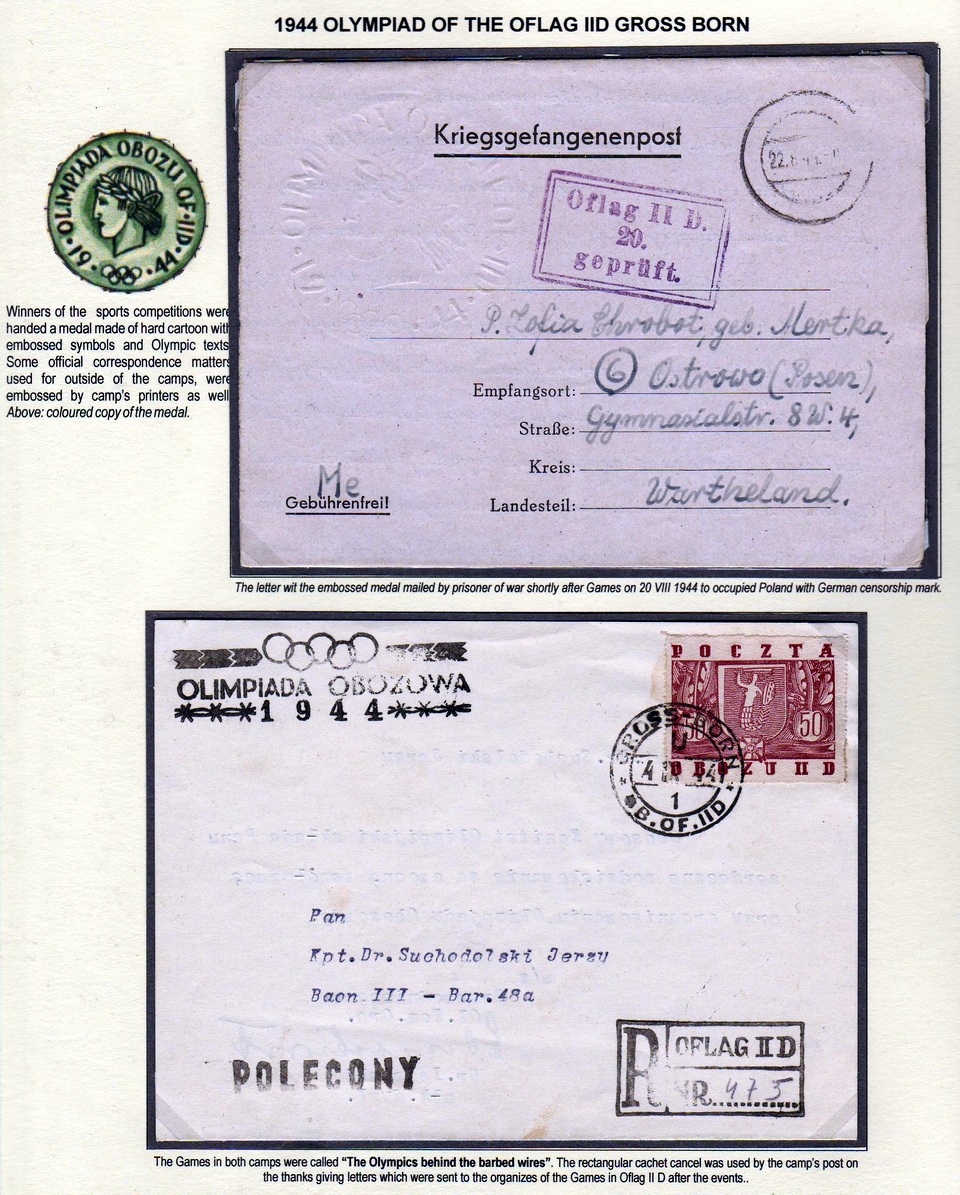 1944 OLYMPIAD OF THE OFLAG IID GROSS BORN
OLIMPIADA OBOZU OF·IID
19 44
Winners of the sports competitions were
handed a medal made of hard cartoon with
embossed symbols and Olympic texts
Some official correspondence matters
used for outside of the camps, were
embossed by camp's printers as well
Above: coloured copy of the medal.
Kriegsgefangenenpost
Oflag II D.
20.
geprüft.
P. Zofia Chrobot, geb. Mertka,
Empfangsort: 6 Ostrowo (Posen),
Straße: Gymnasialstr. 8 W. 4,
Kreis:
Landesteil: Wartheland.
Me
Gebührenfrei!
The letter wit the embossed medal mailed by prisoner of war shortly after Games on 20 VIII 1944 to occupied Poland with German censorship mark.
OLIMPIADA OBOZOWA
1944
POCZTA
50 50
OBOZU IID
GROSS-BORN
4 IX 44
1
B.OF.IID
Pan
Kpt.Dr.Suchodolski Jerzy
Baon III - Bar.48a
POLECONY
R OFLAG II D
NR. 475
The Games in both camps were called "The Olympics behind the barbed wires". The rectangular cachet cancel was used by the camp's post on
the thanks giving letters which were sent to the organizes of the Games in Oflag II D after the events..